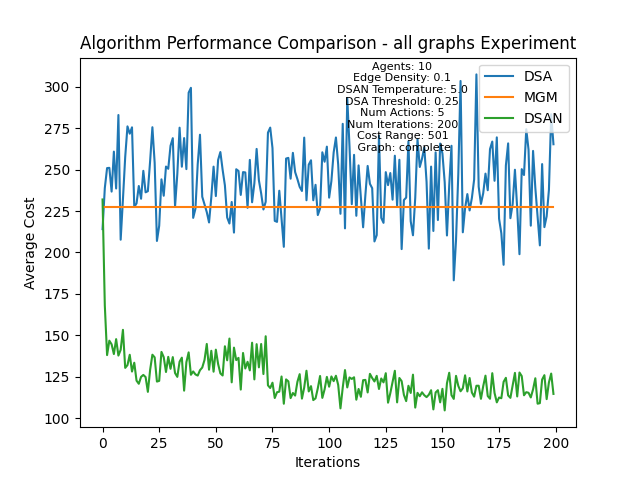 Algorithm Performance Comparison - all graphs Experiment
Agents: 10
Edge Density: 0.1
DSAN Temperature: 5.0
DSA Threshold: 0.25
Num Actions: 5
Num Iterations: 200
Cost Range: 501
Graph: complete
DSA
MGM
DSAN
Average Cost
300
275
250
225
200
175
150
125
100
0 25 50 75 100 125 150 175 200
Iterations